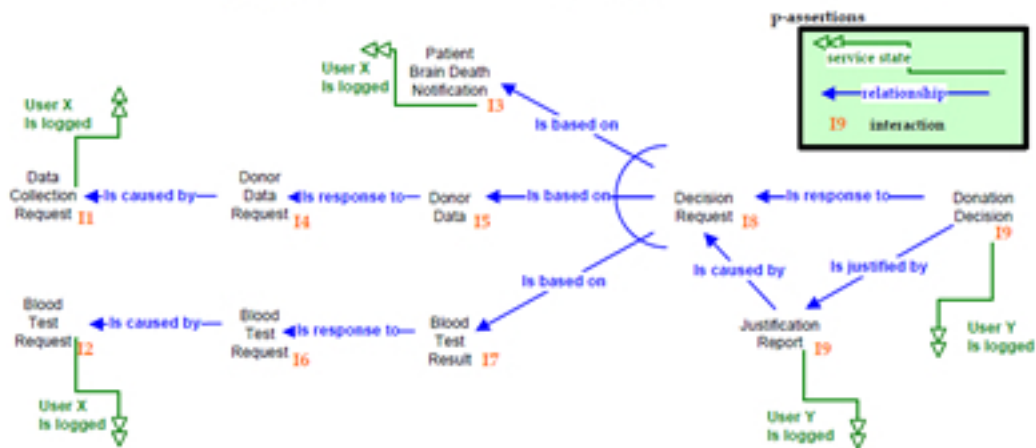 p-assertions
service state
relationship
I9 interaction
User X
Is logged
Patient
Brain Death
Notification I3
User X
Is logged
Is based on
Data
Collection
Request I1
Is caused by
Donor
Data
Request I4
Is response to
Donor
Data I5
Is based on
Decision
Request I8
Is response to
Donation
Decision
I9
Is based on
Is caused by
Is justified by
Blood
Test
Request I2
Is caused by
Blood
Test
Request I6
Is response to
Blood
Test
Result I7
Justification
Report I9
User Y
Is logged
User X
Is logged
User Y
Is logged